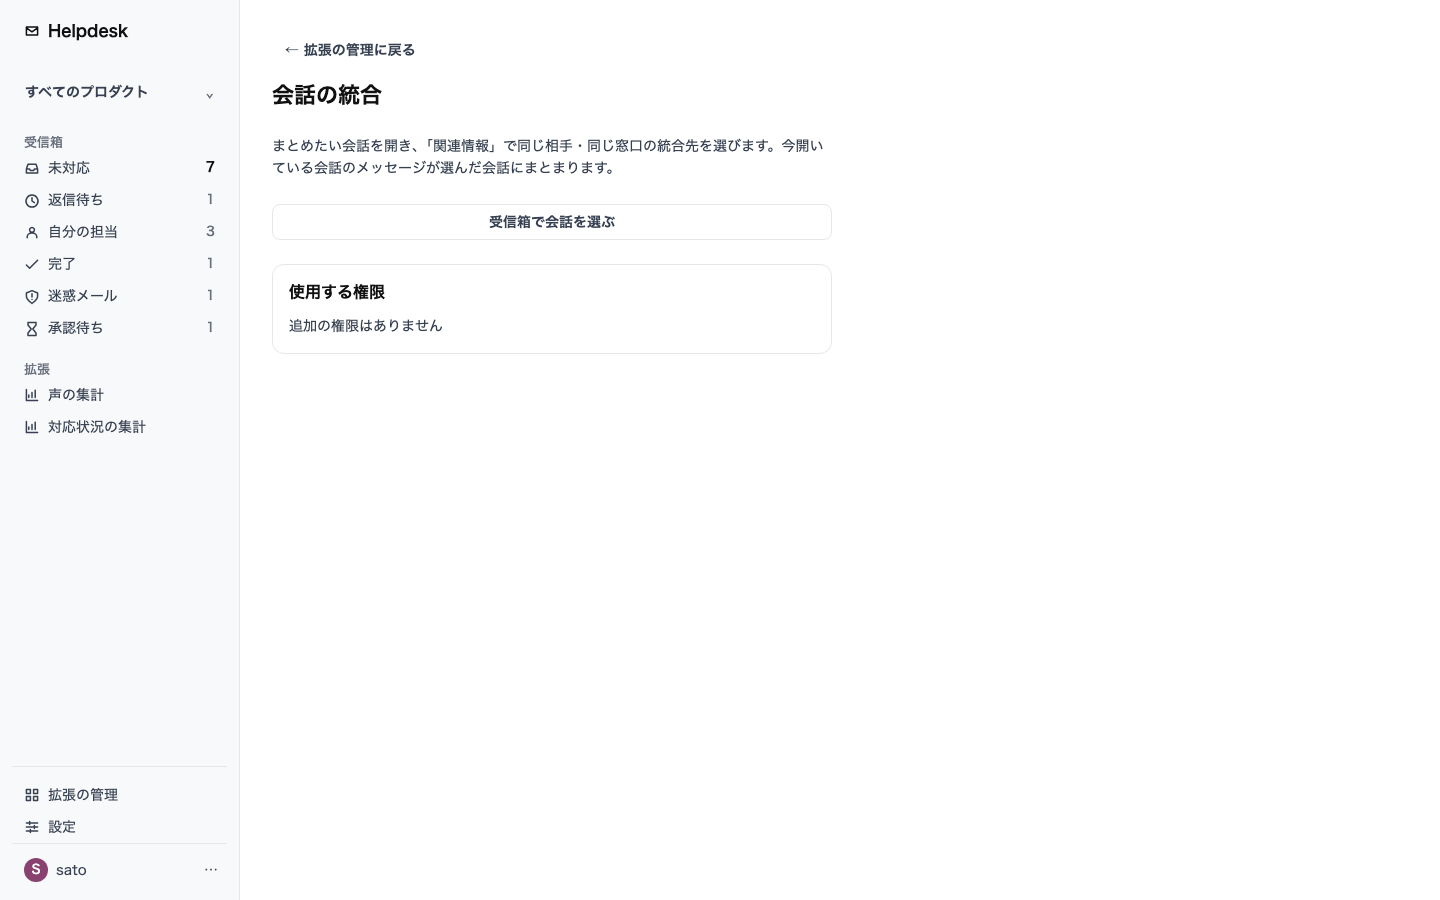 Helpdesk
すべてのプロダクト
受信箱
未対応 7
返信待ち 1
自分の担当 3
完了 1
迷惑メール 1
承認待ち 1
拡張
声の集計
対応状況の集計
拡張の管理
設定
S sato ...
← 拡張の管理に戻る
会話の統合
まとめたい会話を開き、「関連情報」で同じ相手・同じ窓口の統合先を選びます。今開い
ている会話のメッセージが選んだ会話にまとまります。
受信箱で会話を選ぶ
使用する権限
追加の権限はありません